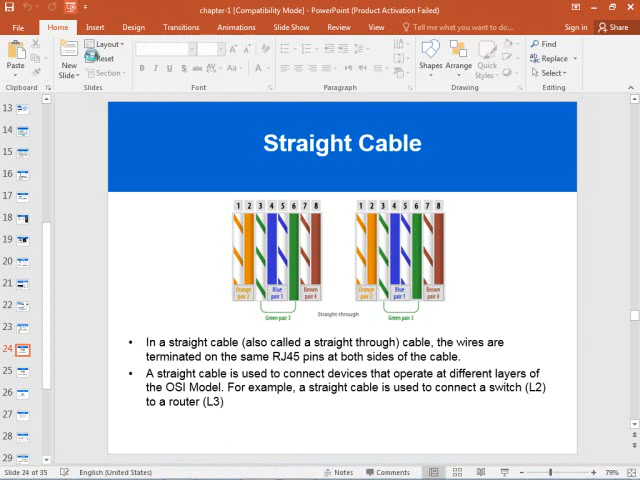 chapter-1 [Compatibility Mode] - PowerPoint (Product Activation Failed)
File Home Insert Design Transitions Animations Slide Show Review View Tell me what you want to do... Sign in Share
Paste
New
Slide
Layout
Reset
Section
B I U S abc AV Aa A
Shapes Arrange Quick
Styles
Find
Replace
Select
Clipboard Slides Font Paragraph Drawing Editing
13
14
15
16
17
18
19
20
21
22
23
24
25
26
27
28
29
Straight Cable
1 2 3 4 5 6 7 8 1 2 3 4 5 6 7 8
Orange
pair 2
Blue
pair 1
Brown
pair 4
Orange
pair 2
Blue
pair 1
Brown
pair 4
Green pair 3 Straight-through Green pair 3
• In a straight cable (also called a straight through) cable, the wires are
terminated on the same RJ45 pins at both sides of the cable.
• A straight cable is used to connect devices that operate at different layers of
the OSI Model. For example, a straight cable is used to connect a switch (L2)
to a router (L3)
Slide 24 of 35 English (United States) Notes Comments 79%